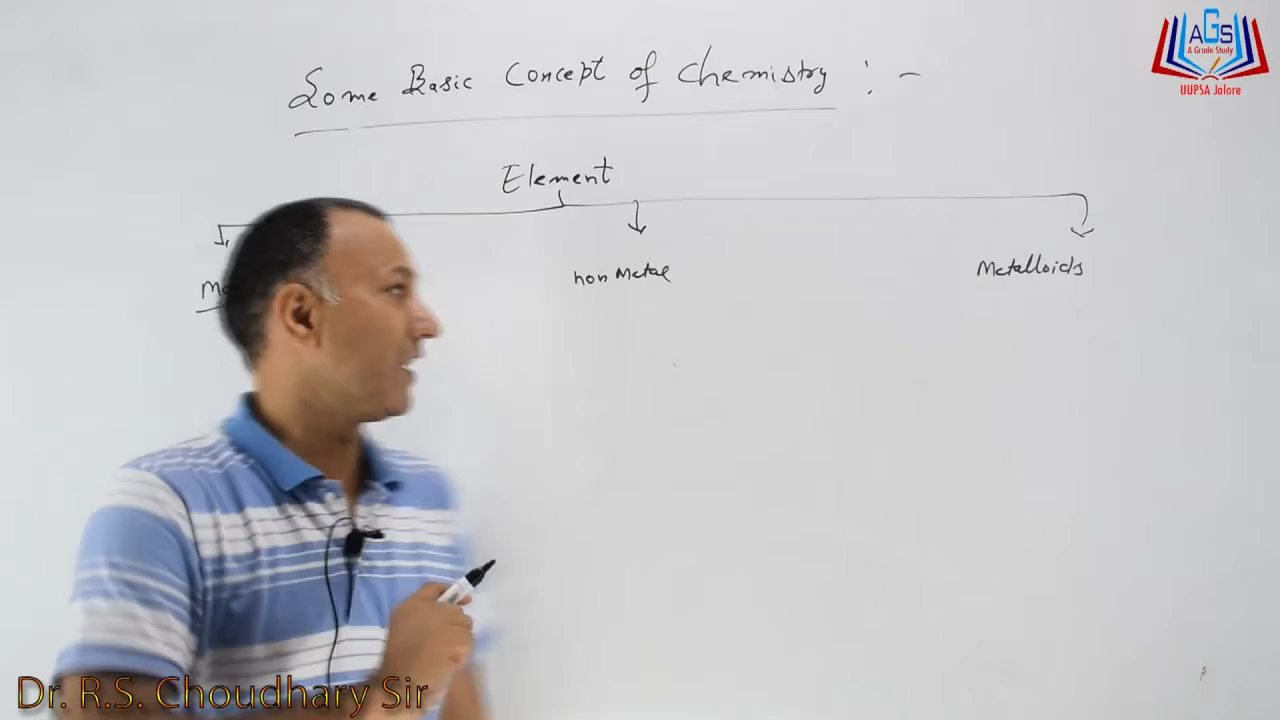 Some Basic Concept of Chemistry : -
AGS
A Grade Study
UUPSA Jalore
Element
non Metal
Metalloids
Dr. R.S. Choudhary Sir